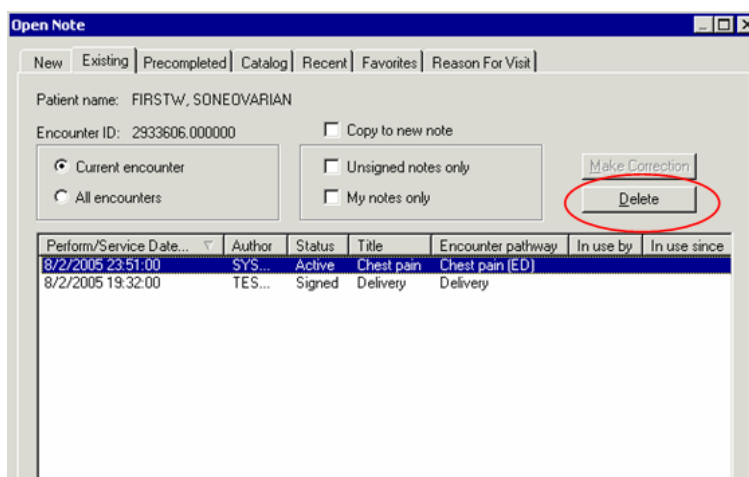 Open Note
New Existing Precompleted Catalog Recent Favorites Reason For Visit
Patient name: FIRSTW, SONEOVARIAN
Encounter ID: 2933606.000000 Copy to new note
Current encounter Unsigned notes only Make Correction
All encounters My notes only Delete
Perform/Service Date... Author Status Title Encounter pathway In use by In use since
8/2/2005 23:51:00 SYS... Active Chest pain Chest pain (ED)
8/2/2005 19:32:00 TES... Signed Delivery Delivery